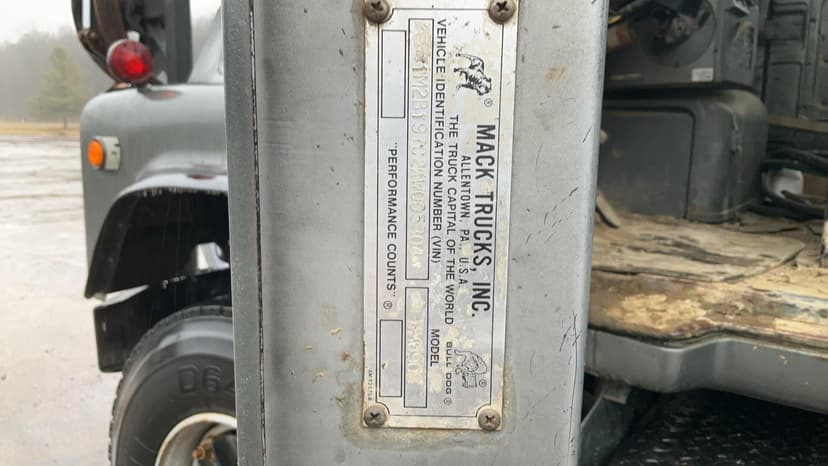 MACK TRUCKS, INC.
ALLENTOWN, PA., U.S.A.
THE TRUCK CAPITAL OF THE WORLD
BULL DOG ®
VEHICLE IDENTIFICATION NUMBER (VIN)
MODEL
"PERFORMANCE COUNTS" ®
D64